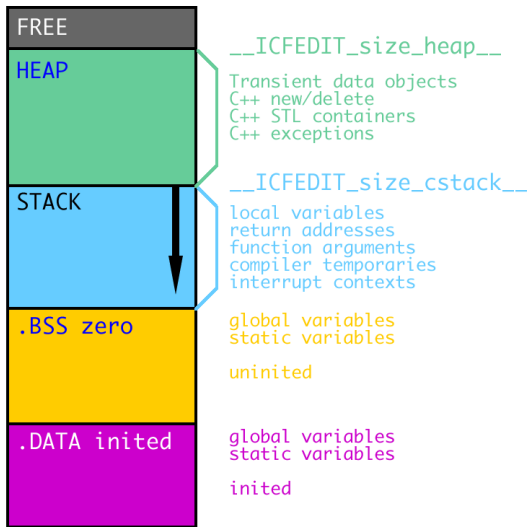 FREE
__ICFEDIT_size_heap__
HEAP
Transient data objects
C++ new/delete
C++ STL containers
C++ exceptions
__ICFEDIT_size_cstack__
STACK
local variables
return addresses
function arguments
compiler temporaries
interrupt contexts
.BSS zero
global variables
static variables
uninited
.DATA inited
global variables
static variables
inited